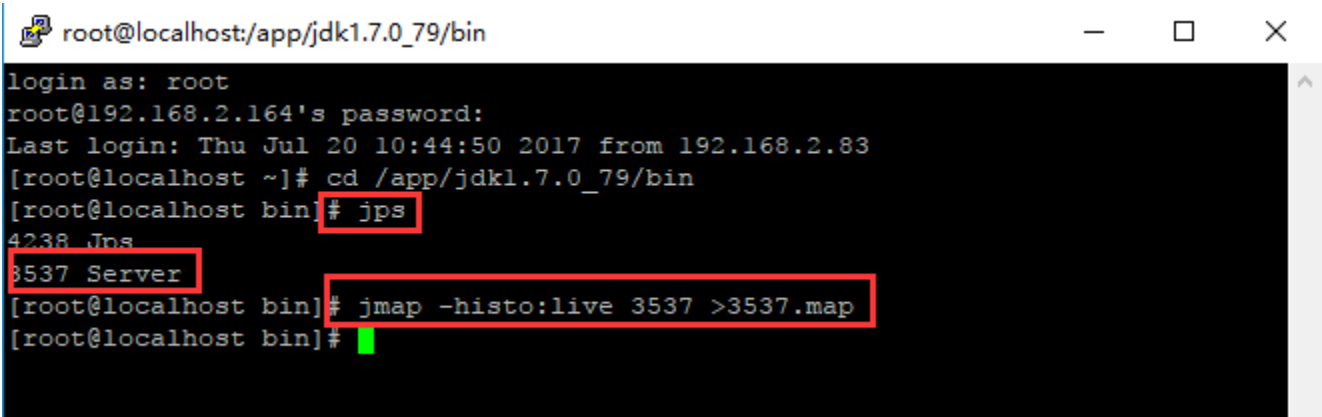 root@localhost:/app/jdk1.7.0_79/bin
login as: root
root@192.168.2.164's password:
Last login: Thu Jul 20 10:44:50 2017 from 192.168.2.83
[root@localhost ~]# cd /app/jdk1.7.0_79/bin
[root@localhost bin]# jps
4238 Jps
3537 Server
[root@localhost bin]# jmap -histo:live 3537 >3537.map
[root@localhost bin]#